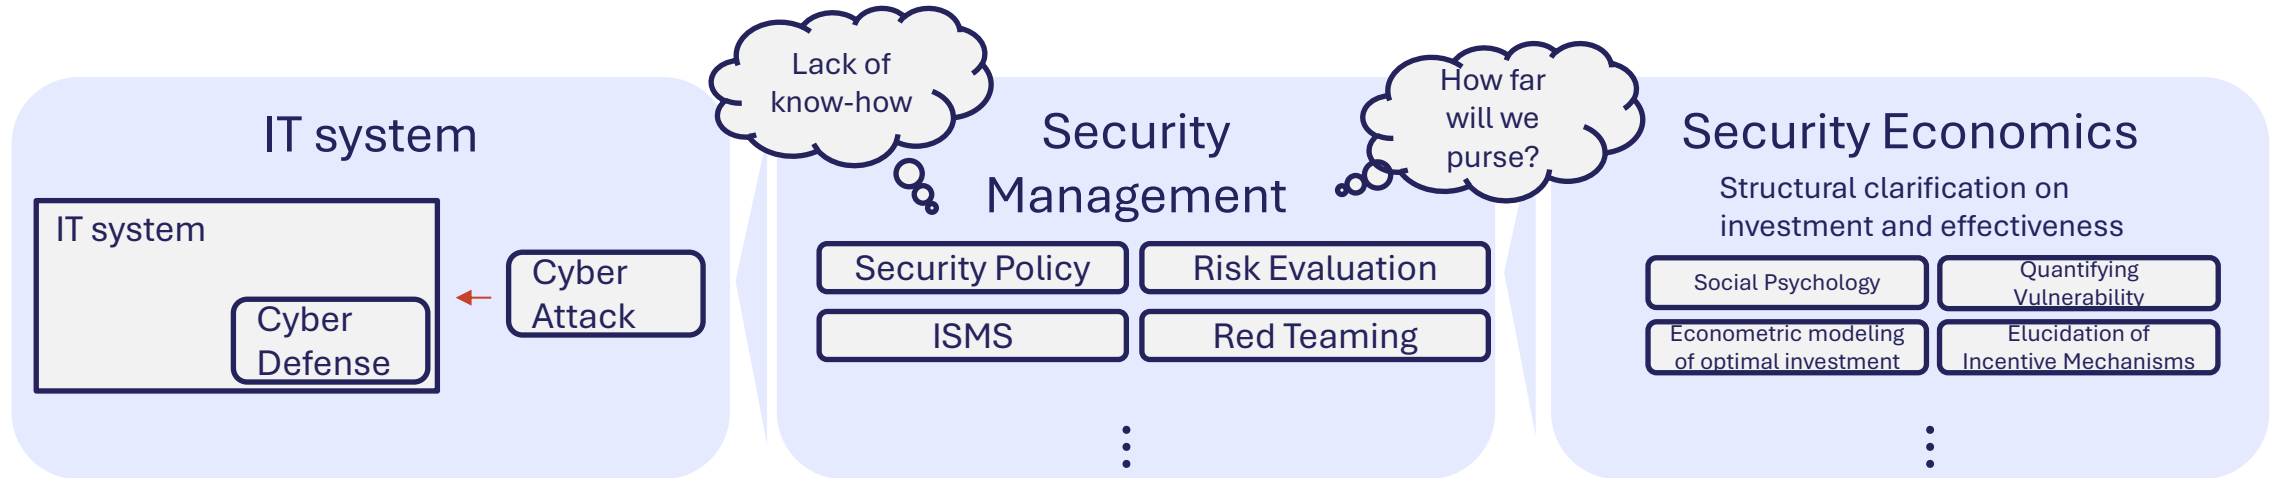 IT system
IT system
Cyber
Defense
Cyber
Attack
Lack of
know-how
Security
Management
Security Policy
Risk Evaluation
ISMS
Red Teaming
How far
will we
purse?
Security Economics
Structural clarification on
investment and effectiveness
Social Psychology
Quantifying
Vulnerability
Econometric modeling
of optimal investment
Elucidation of
Incentive Mechanisms